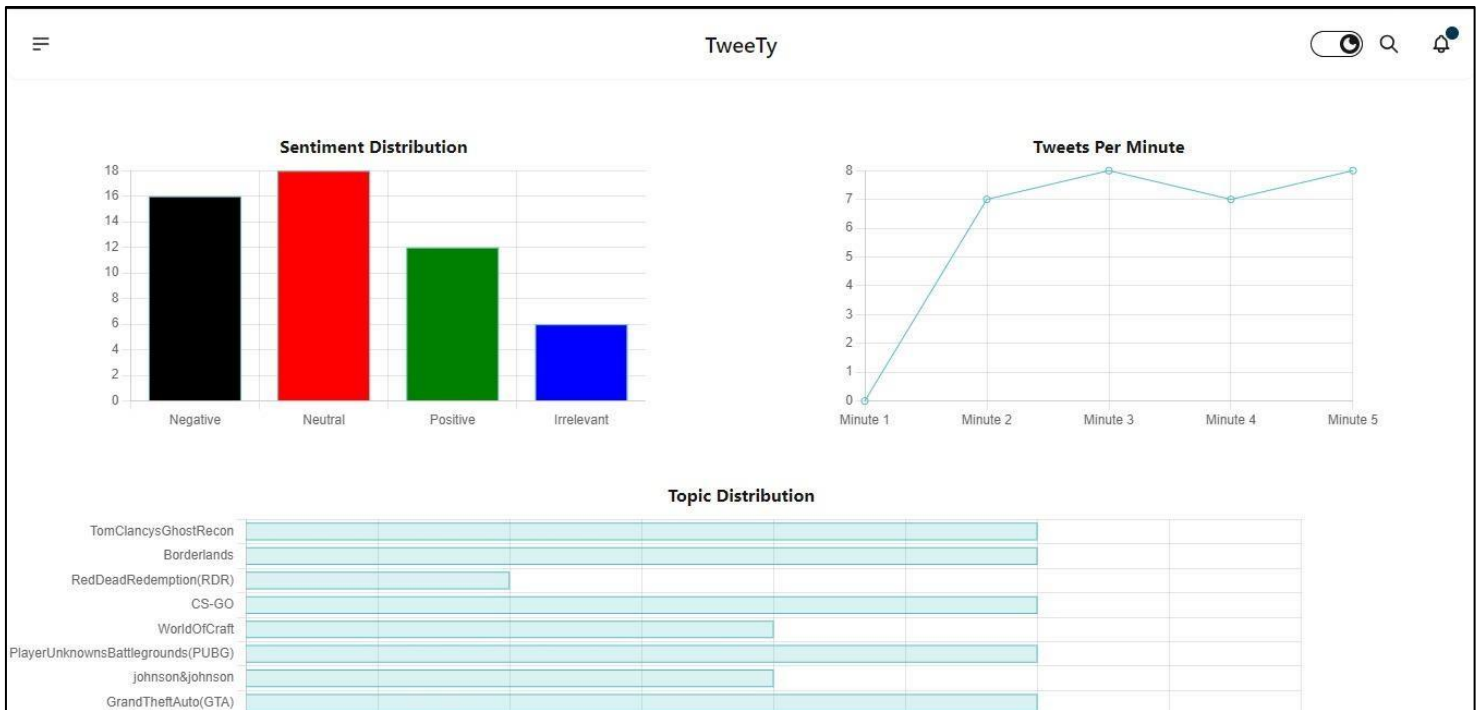 TweeTy
Sentiment Distribution
18
16
14
12
10
8
6
4
2
0
Negative Neutral Positive Irrelevant
Tweets Per Minute
8
7
6
5
4
3
2
1
0
Minute 1 Minute 2 Minute 3 Minute 4 Minute 5
Topic Distribution
TomClancysGhostRecon
Borderlands
RedDeadRedemption(RDR)
CS-GO
WorldOfCraft
PlayerUnknownsBattlegrounds(PUBG)
johnson&johnson
GrandTheftAuto(GTA)